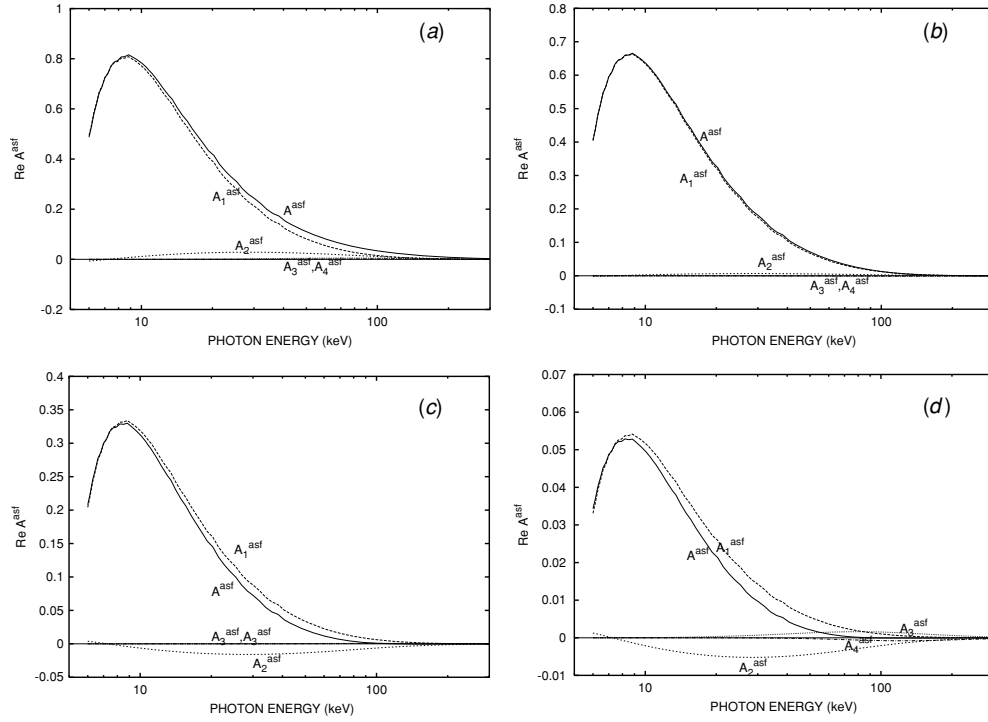 (a)
1
0.8
0.6
0.4
0.2
0
-0.2
Re A^asf
A_1^asf
A^asf
A_2^asf
A_3^asf,A_4^asf
10
100
PHOTON ENERGY (keV)
(b)
0.8
0.7
0.6
0.5
0.4
0.3
0.2
0.1
0
-0.1
Re A^asf
A^asf
A_1^asf
A_2^asf
A_3^asf,A_4^asf
10
100
PHOTON ENERGY (keV)
(c)
0.4
0.35
0.3
0.25
0.2
0.15
0.1
0.05
0
-0.05
Re A^asf
A_1^asf
A^asf
A_3^asf,A_3^asf
A_2^asf
10
100
PHOTON ENERGY (keV)
(d)
0.07
0.06
0.05
0.04
0.03
0.02
0.01
0
-0.01
Re A^asf
A^asf
A_1^asf
A_3^asf
A_4^asf
A_2^asf
10
100
PHOTON ENERGY (keV)